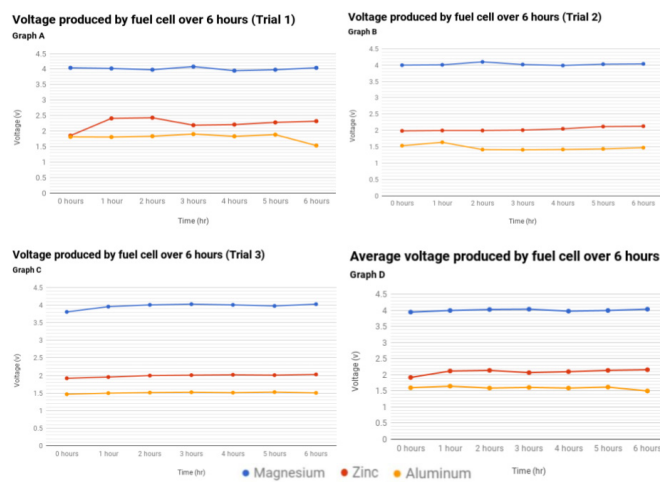 Voltage produced by fuel cell over 6 hours (Trial 1)
Graph A
4.5
4
3.5
3
2.5
2
1.5
1
0.5
0
Voltage (v)
0 hours 1 hour 2 hours 3 hours 4 hours 5 hours 6 hours
Time (hr)
Voltage produced by fuel cell over 6 hours (Trial 2)
Graph B
4.5
4
3.5
3
2.5
2
1.5
1
0.5
0
Voltage (v)
0 hours 1 hour 2 hours 3 hours 4 hours 5 hours 6 hours
Time (hr)
Voltage produced by fuel cell over 6 hours (Trial 3)
Graph C
4.5
4
3.5
3
2.5
2
1.5
1
0.5
0
Voltage (v)
0 hours 1 hour 2 hours 3 hours 4 hours 5 hours 6 hours
Time (hr)
Average voltage produced by fuel cell over 6 hours
Graph D
4.5
4
3.5
3
2.5
2
1.5
1
0.5
0
Voltage (v)
0 hours 1 hour 2 hours 3 hours 4 hours 5 hours 6 hours
Time (hr)
Magnesium Zinc Aluminum